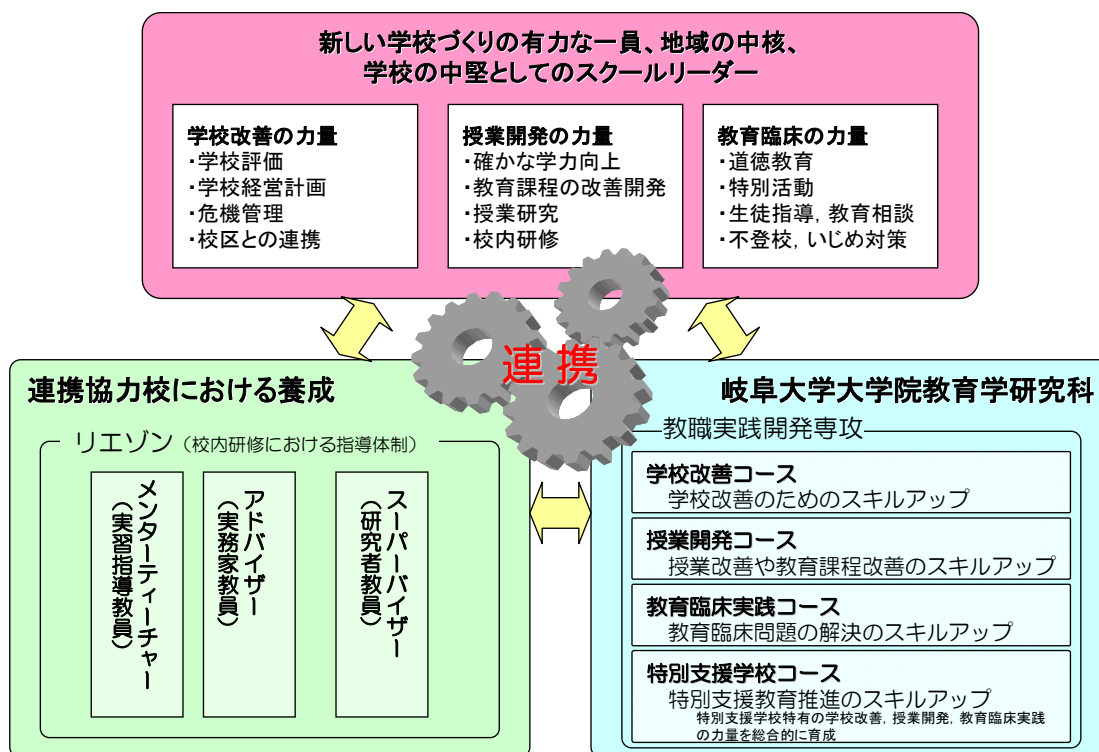 新しい学校づくりの有力な一員、地域の中核、
学校の中堅としてのスクールリーダー
学校改善の力量
・学校評価
・学校経営計画
・危機管理
・校区との連携
授業開発の力量
・確かな学力向上
・教育課程の改善開発
・授業研究
・校内研修
教育臨床の力量
・道徳教育
・特別活動
・生徒指導，教育相談
・不登校，いじめ対策
連 携
連携協力校における養成
リエゾン（校内研修における指導体制）
メンターティーチャー
（実習指導教員）
アドバイザー
（実務家教員）
スーパーバイザー
（研究者教員）
岐阜大学大学院教育学研究科
教職実践開発専攻
学校改善コース
学校改善のためのスキルアップ
授業開発コース
授業改善や教育課程改善のスキルアップ
教育臨床実践コース
教育臨床問題の解決のスキルアップ
特別支援学校コース
特別支援教育推進のスキルアップ
特別支援学校特有の学校改善，授業開発，教育臨床実践
の力量を総合的に育成